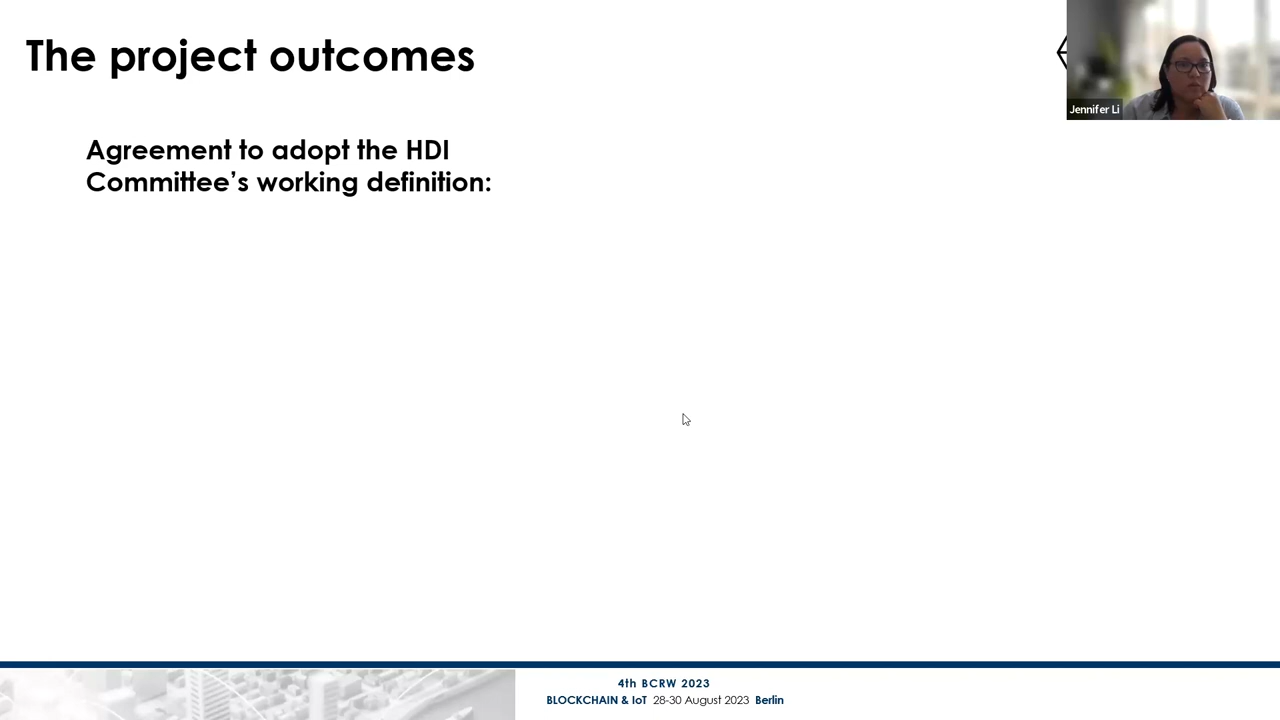 The project outcomes
Jennifer Li
Agreement to adopt the HDI
Committee’s working definition:
4th BCRW 2023
BLOCKCHAIN & IoT 28-30 August 2023 Berlin